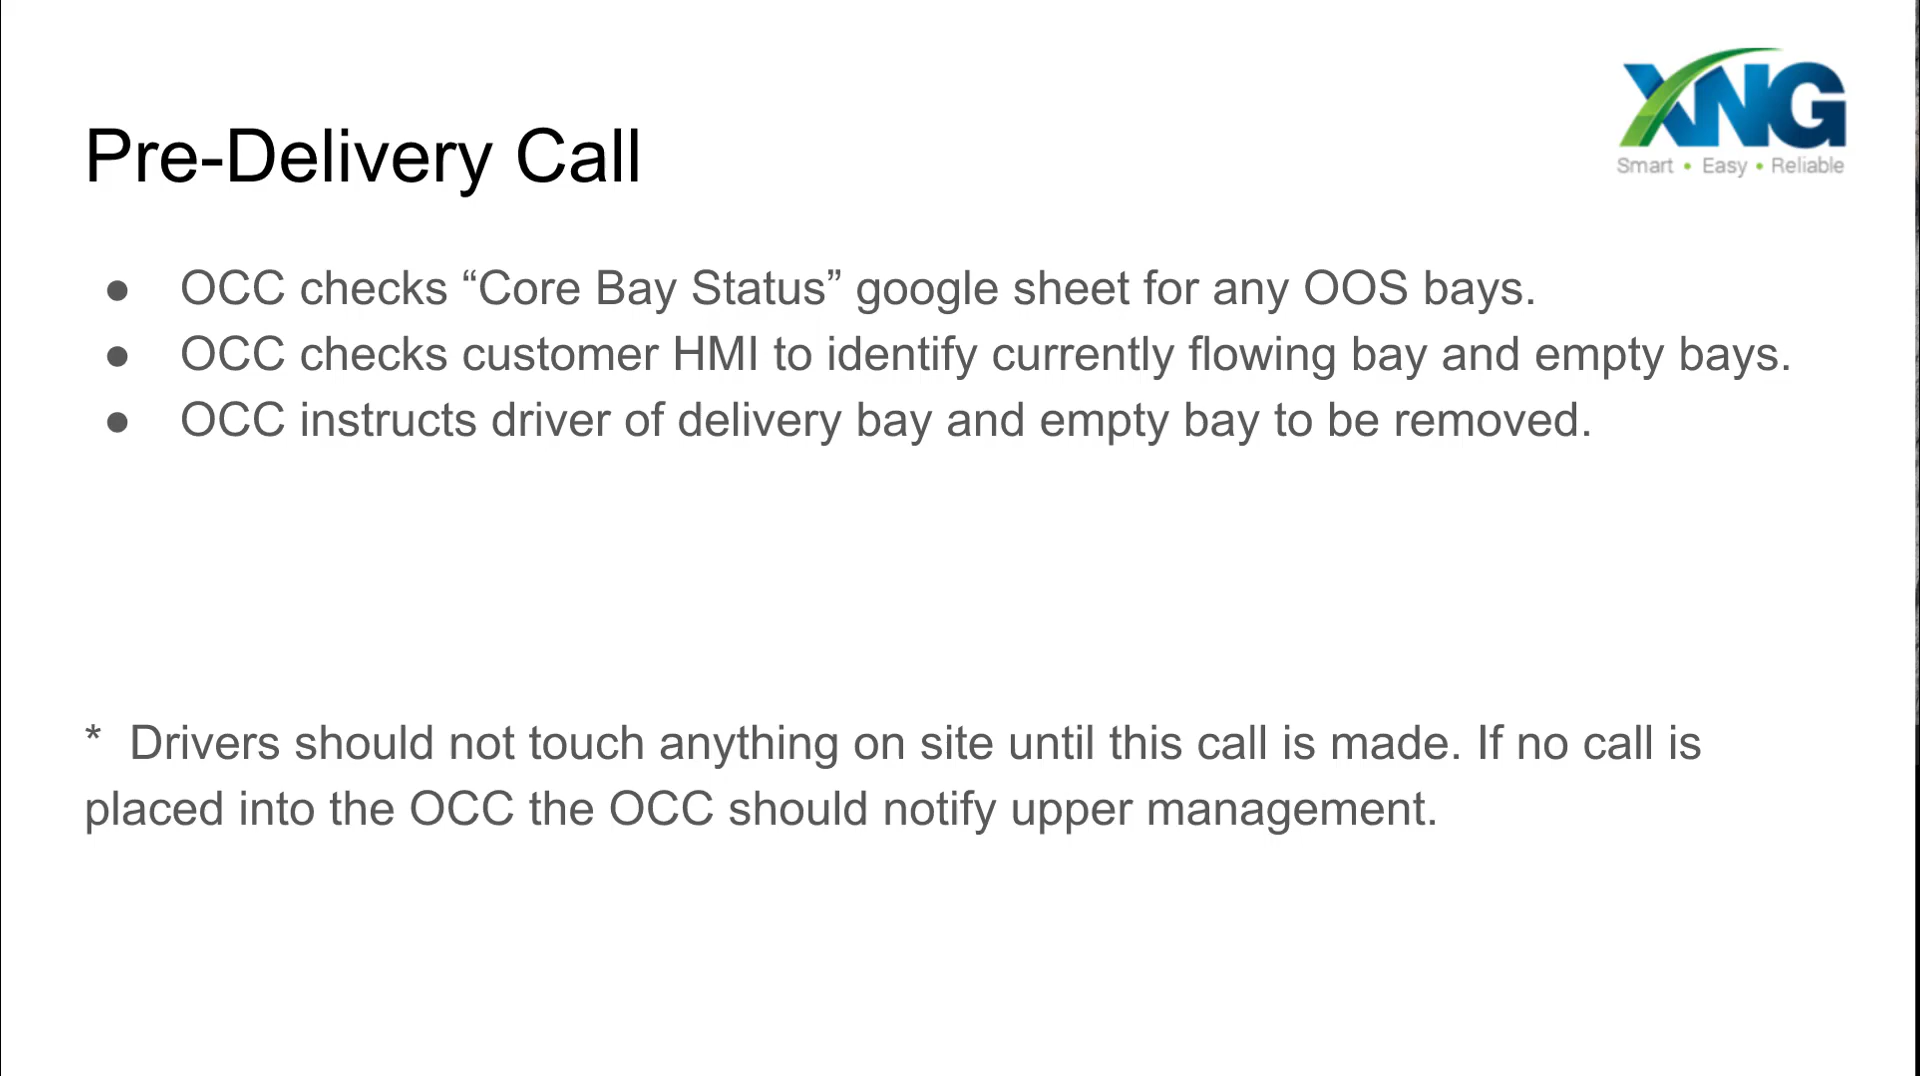 XNG
Smart • Easy • Reliable
Pre-Delivery Call
● OCC checks “Core Bay Status” google sheet for any OOS bays.
● OCC checks customer HMI to identify currently flowing bay and empty bays.
● OCC instructs driver of delivery bay and empty bay to be removed.
* Drivers should not touch anything on site until this call is made. If no call is
placed into the OCC the OCC should notify upper management.